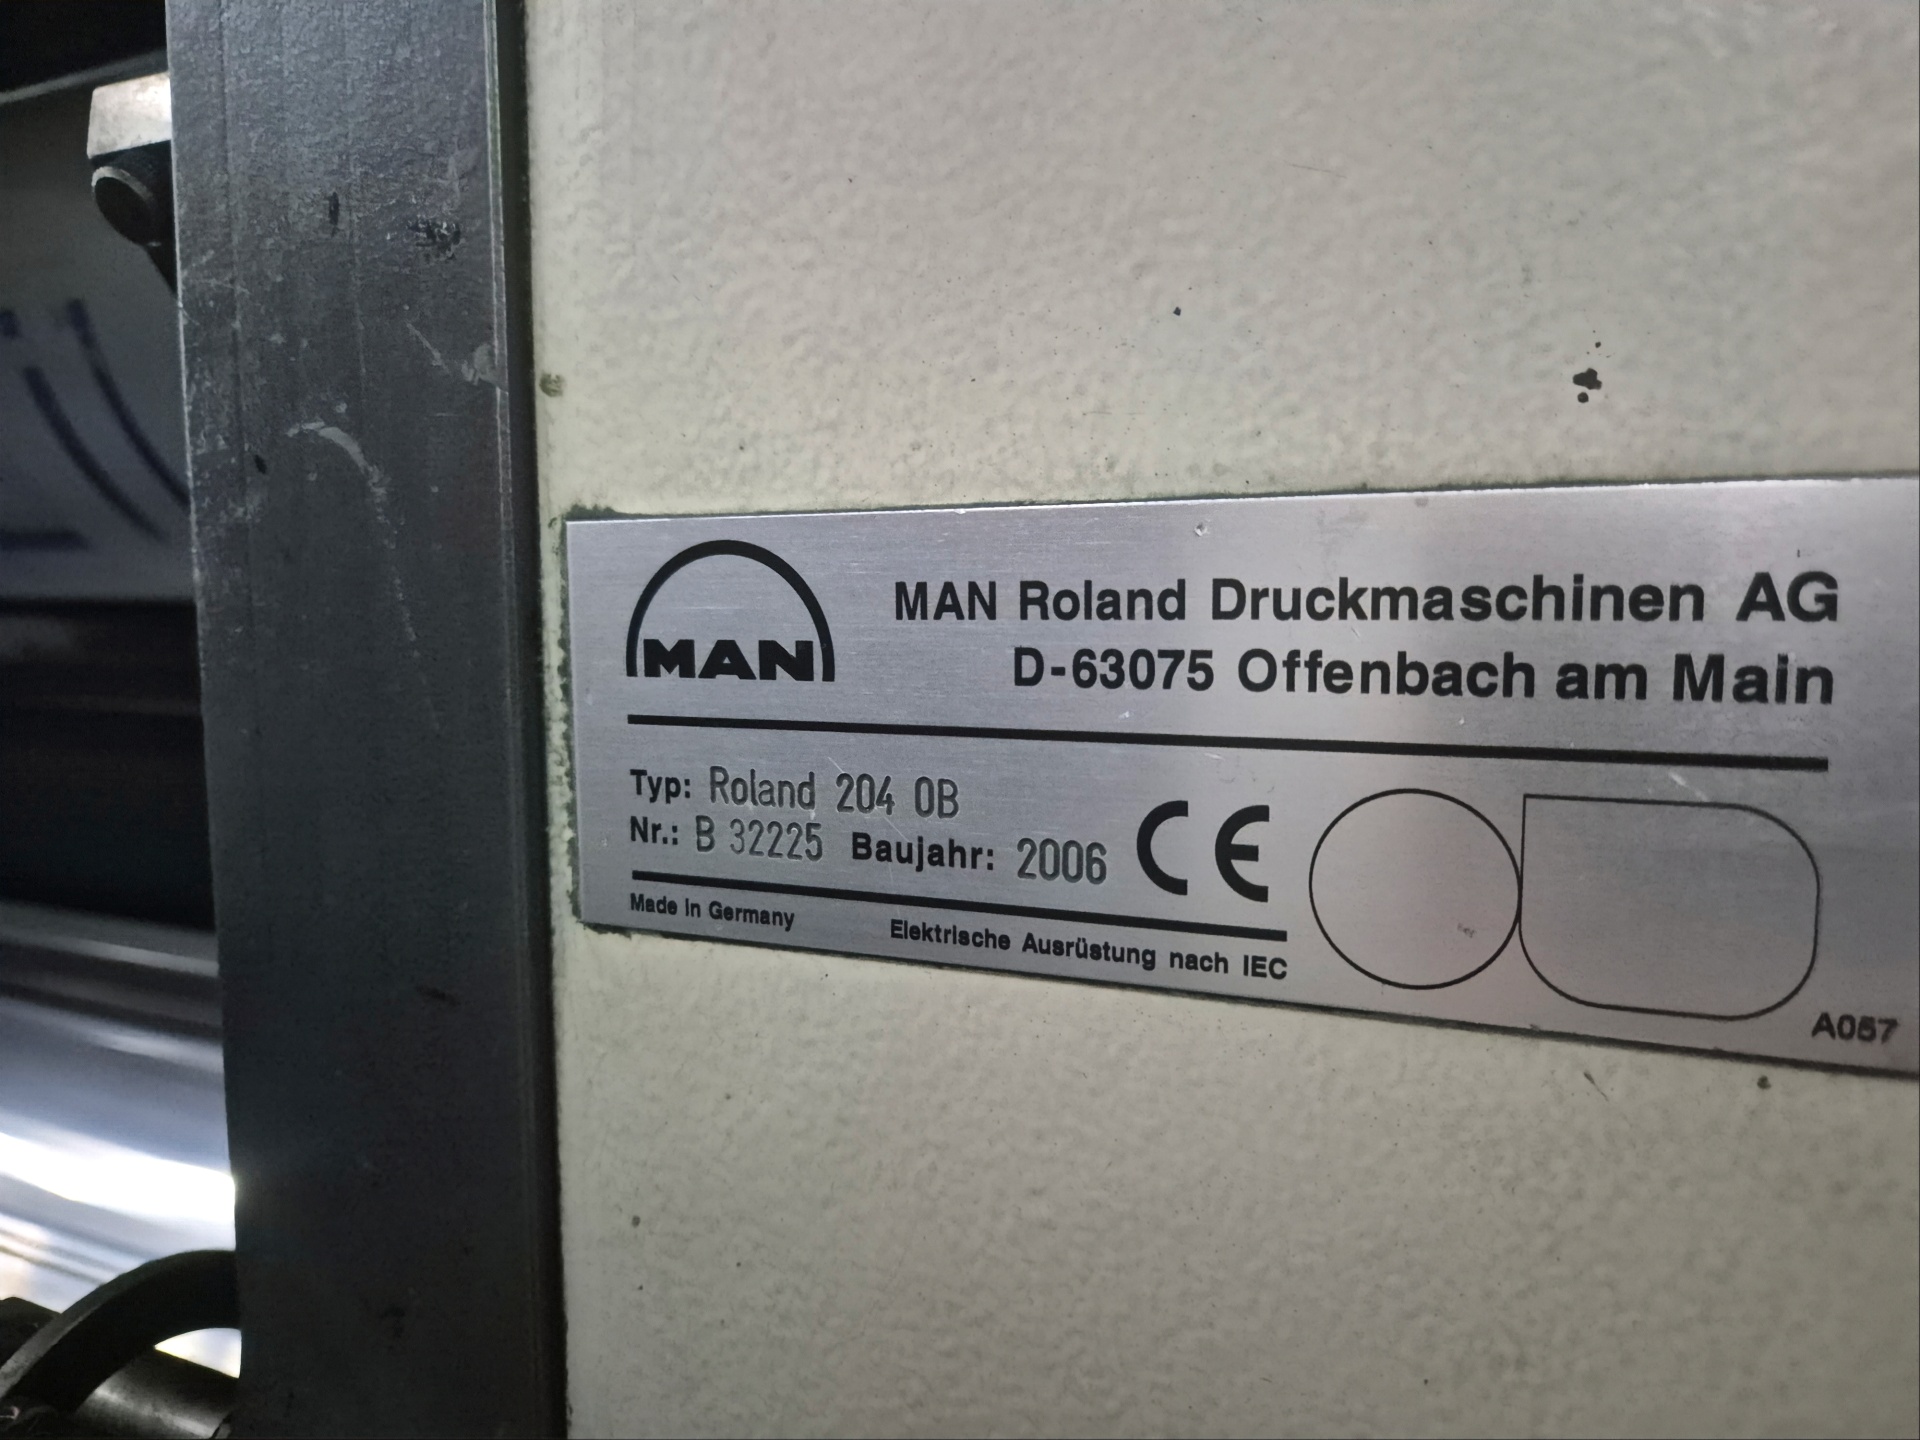 MAN
MAN Roland Druckmaschinen AG
D-63075 Offenbach am Main
Typ: Roland 204 OB
Nr.: B 32225 Baujahr: 2006 CE
Made in Germany Elektrische Ausrüstung nach IEC
A057